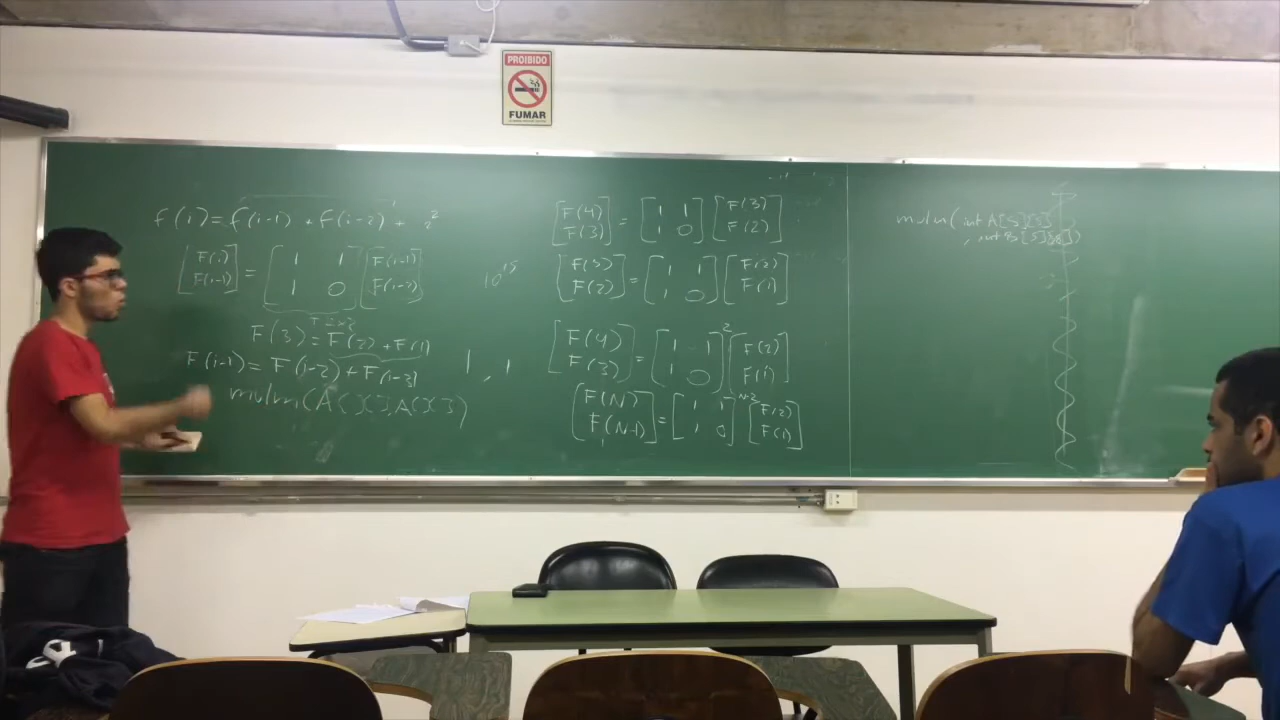 PROIBIDO
FUMAR
f(i) = f(i-1) + f(i-2) +
[F(i) F(i-1)] = [1 1 1 0] [F(i-1) F(i-2)]
10^15
F(3) = F(2) + F(1)
F(i-1) = F(i-2) + F(i-3)
1, 1
mulm(A[][], A[][])
[F(4) F(3)] = [1 1 1 0] [F(3) F(2)]
[F(3) F(2)] = [1 1 1 0] [F(2) F(1)]
[F(4) F(3)] = [1 1 1 0]^2 [F(2) F(1)]
[F(N) F(N-1)] = [1 1 1 0]^N-2 [F(2) F(1)]
mulm(int A[5][5]
, int B[5][5])